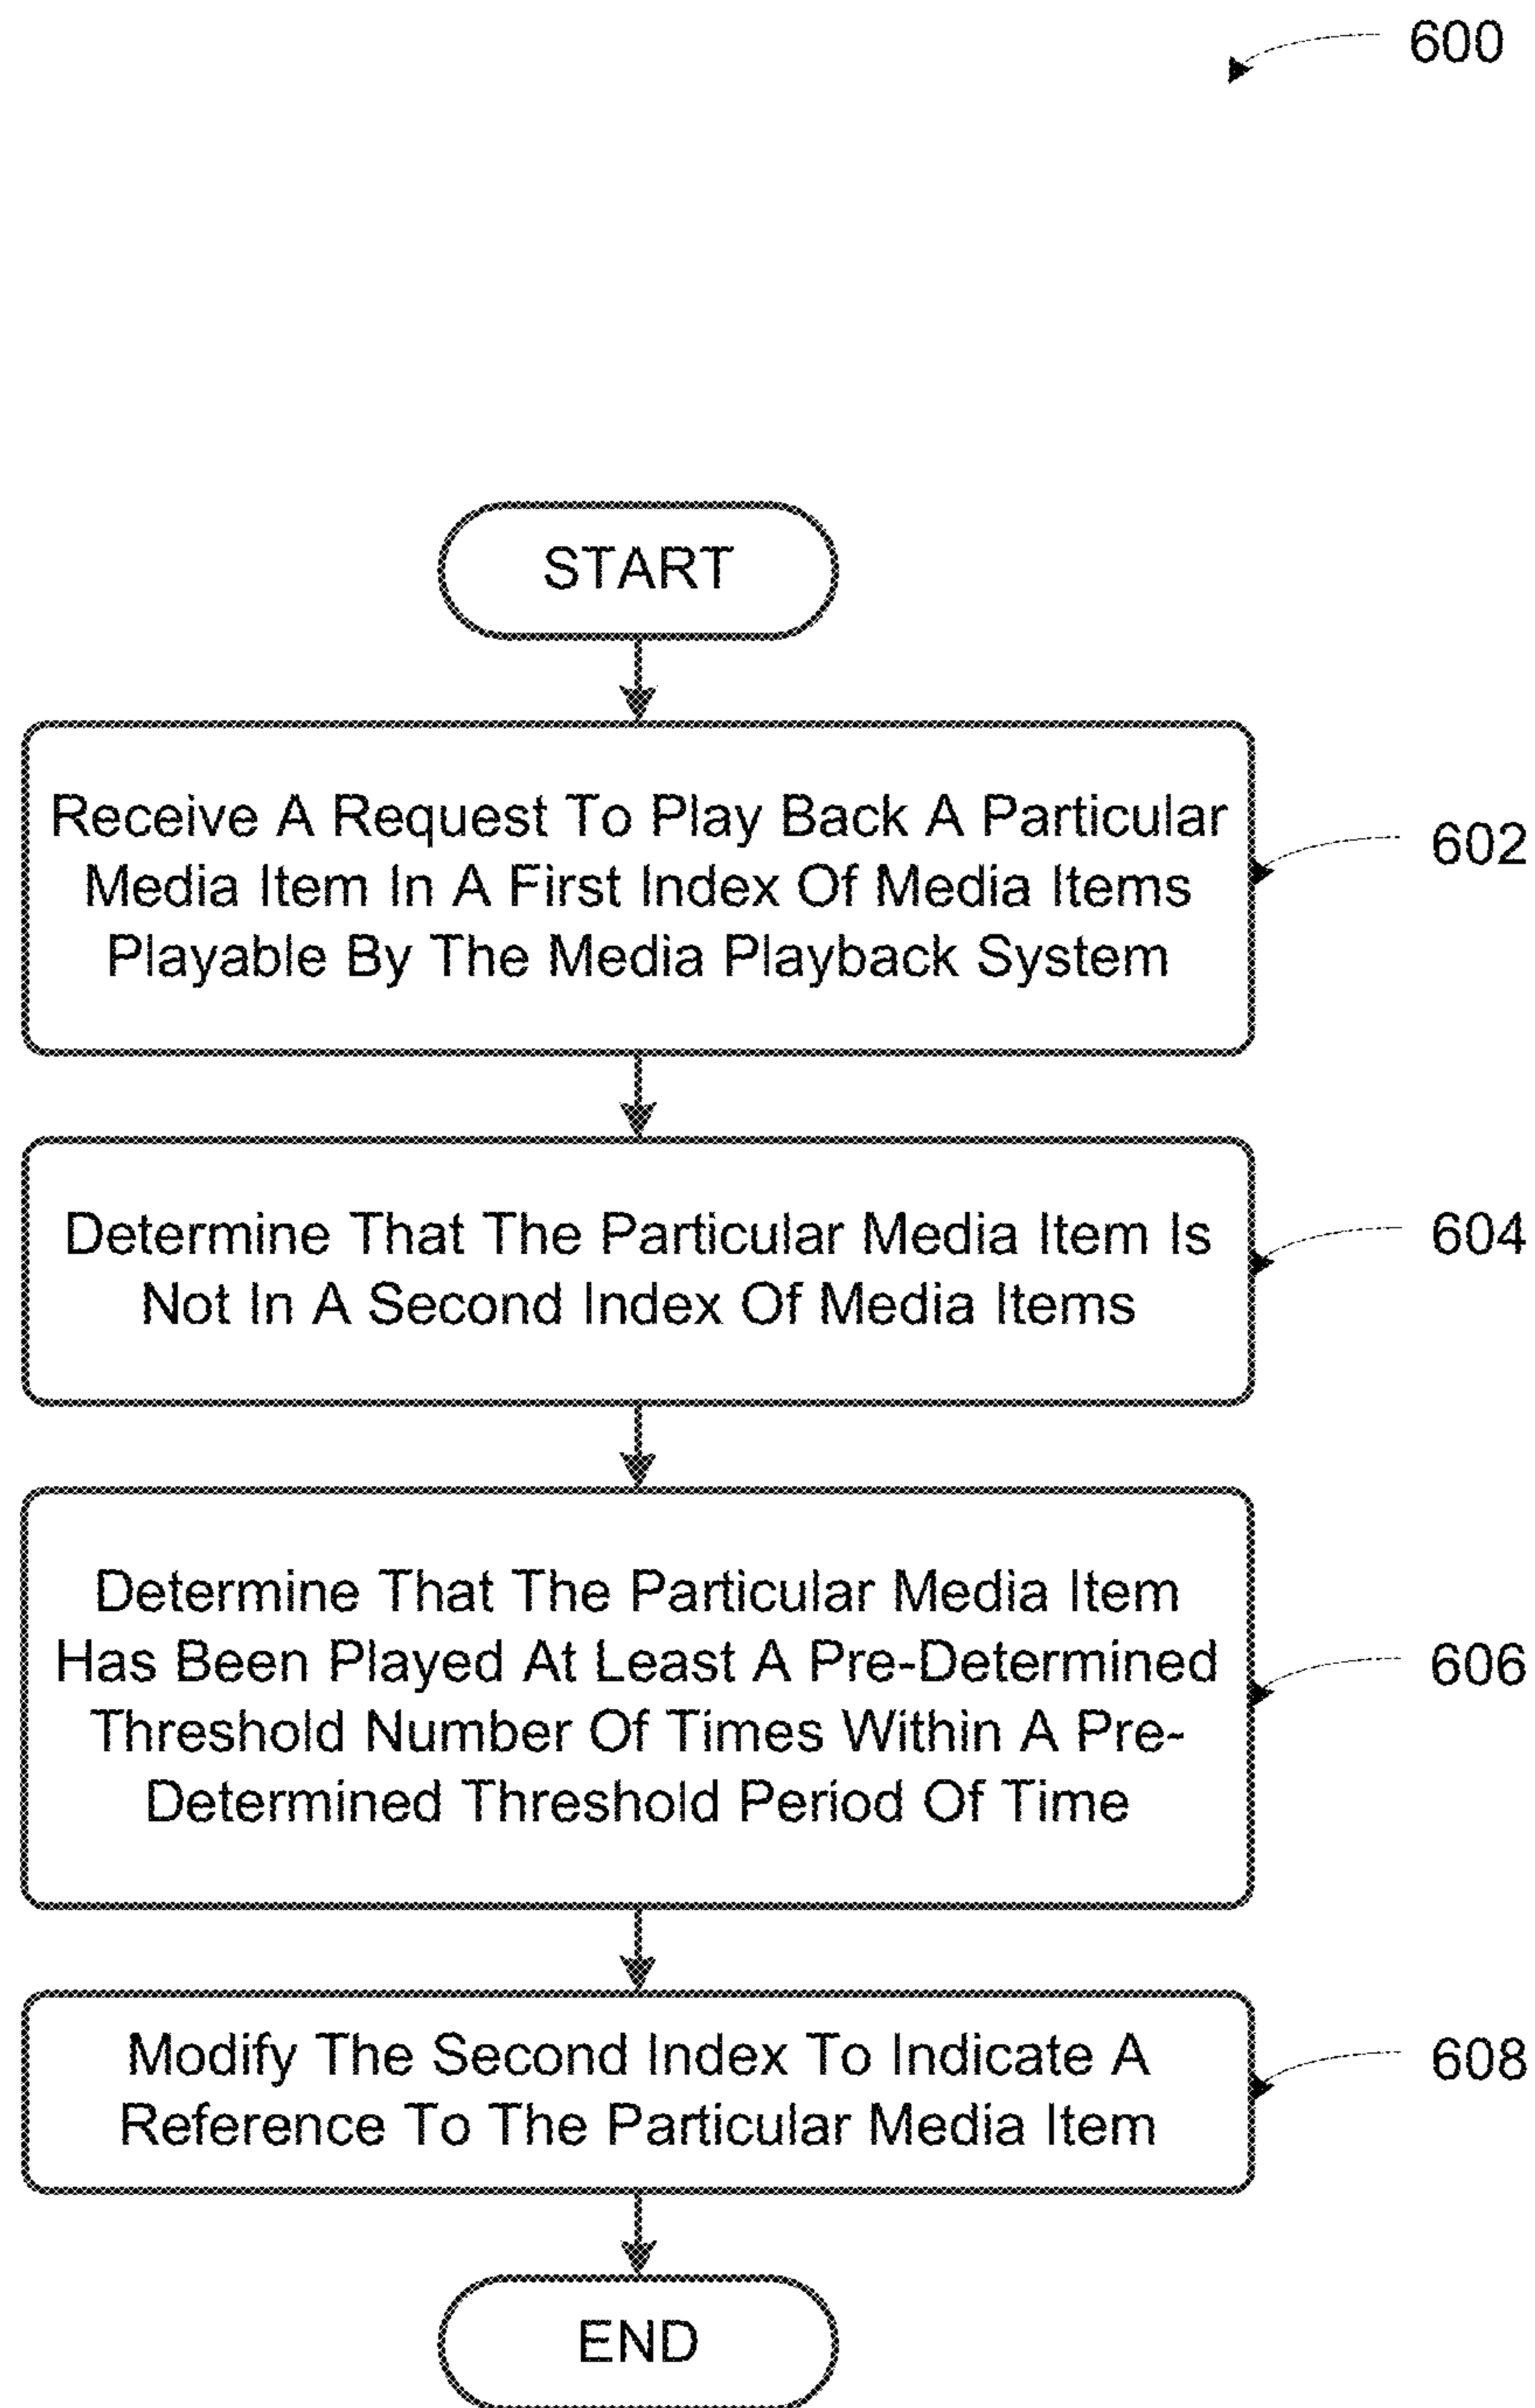 600
START
Receive A Request To Play Back A Particular
Media Item In A First Index Of Media Items
Playable By The Media Playback System
602
Determine That The Particular Media Item Is
Not In A Second Index Of Media Items
604
Determine That The Particular Media Item
Has Been Played At Least A Pre-Determined
Threshold Number Of Times Within A Pre-
Determined Threshold Period Of Time
606
Modify The Second Index To Indicate A
Reference To The Particular Media Item
608
END